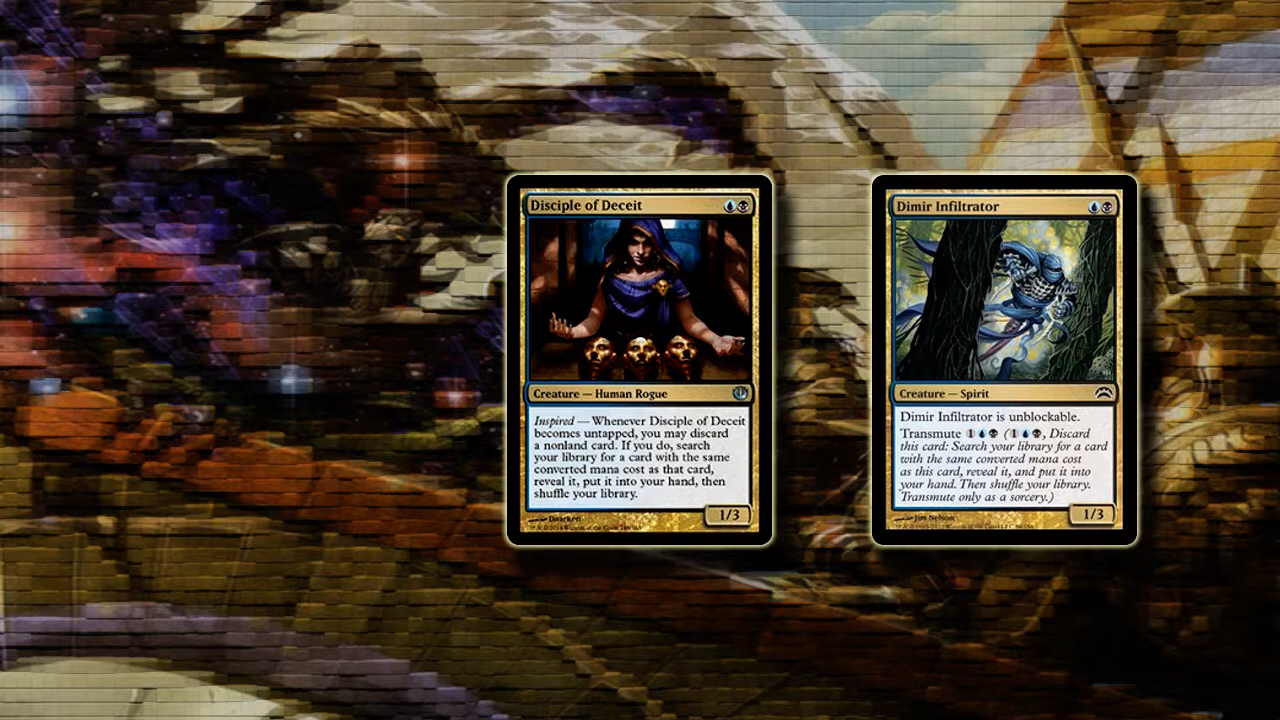 Disciple of Deceit
Creature — Human Rogue
Inspired — Whenever Disciple of Deceit
becomes untapped, you may discard
a nonland card. If you do, search
your library for a card with the same
converted mana cost as that card,
reveal it, put it into your hand, then
shuffle your library.
1/3
Dimir Infiltrator
Creature — Spirit
Dimir Infiltrator is unblockable.
Transmute 1 (1, Discard
this card: Search your library for a card
with the same converted mana cost
as this card, reveal it, and put it into
your hand. Then shuffle your library.
Transmute only as a sorcery.)
1/3
Jim Nelson